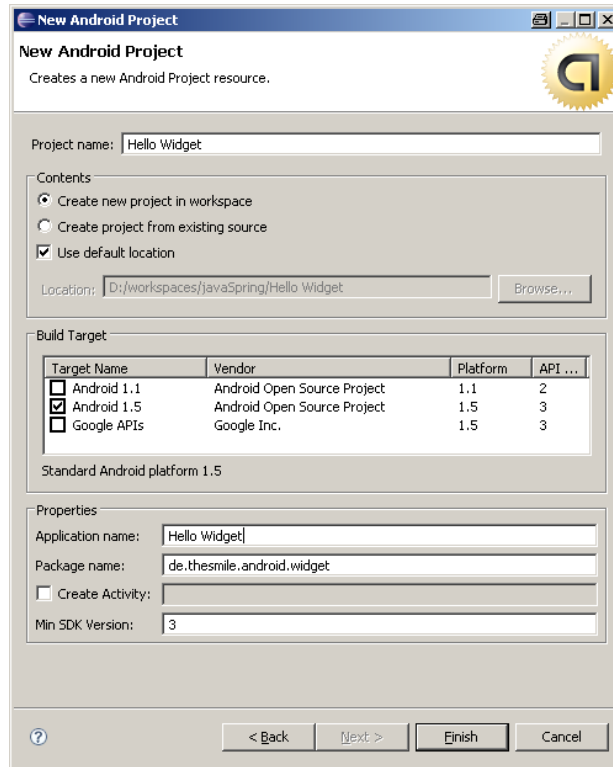 New Android Project
New Android Project
Creates a new Android Project resource.
Project name: Hello Widget
Contents
Create new project in workspace
Create project from existing source
Use default location
Location: D:/workspaces/javaSpring/Hello Widget Browse...
Build Target
Target Name Vendor Platform API ...
Android 1.1 Android Open Source Project 1.1 2
Android 1.5 Android Open Source Project 1.5 3
Google APIs Google Inc. 1.5 3
Standard Android platform 1.5
Properties
Application name: Hello Widget
Package name: de.thesmile.android.widget
Create Activity:
Min SDK Version: 3
? < Back Next > Finish Cancel